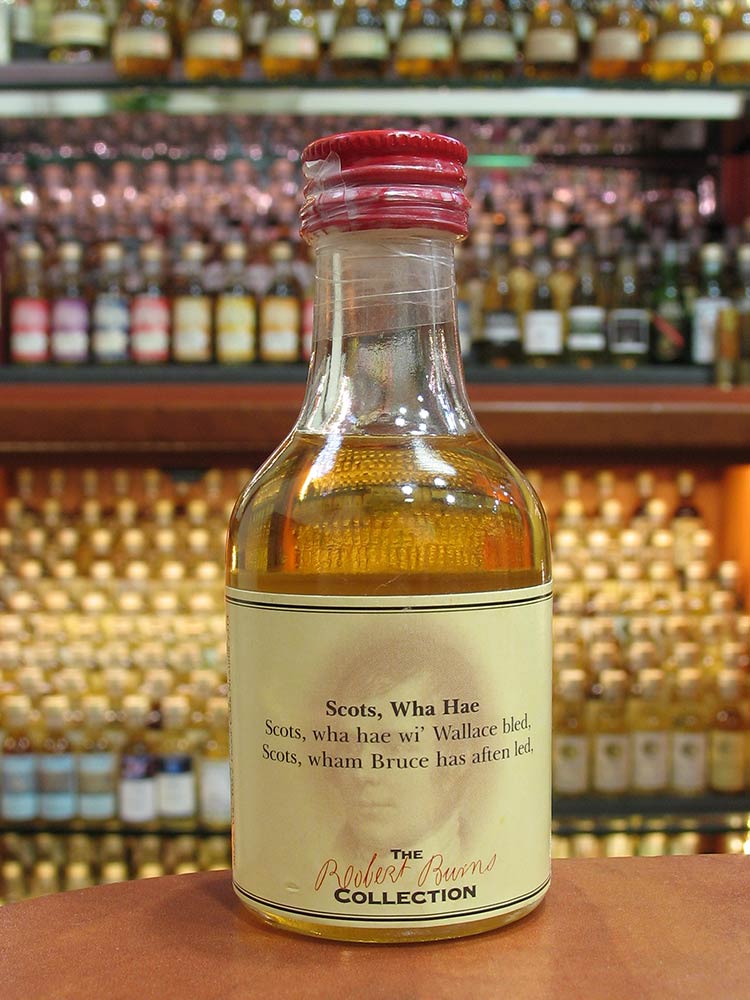 Scots, Wha Hae
Scots, wha hae wi' Wallace bled,
Scots, wham Bruce has aften led,
THE
Robert Burns
COLLECTION